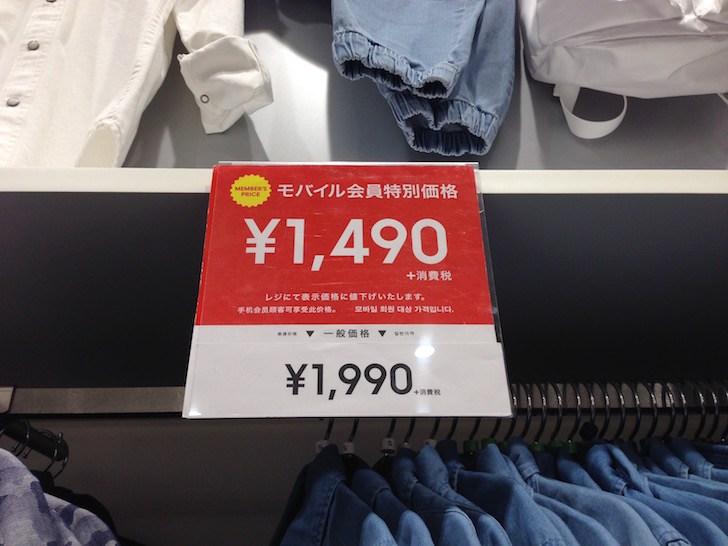 MEMBER'S
PRICE
モバイル会員特別価格
¥1,490
+消費税
レジにて表示価格に値下げいたします。
手机会员顾客可享受此价格。 모바일 회원 대상 가격입니다.
▼ 一般価格 ▼
¥1,990
+消費税